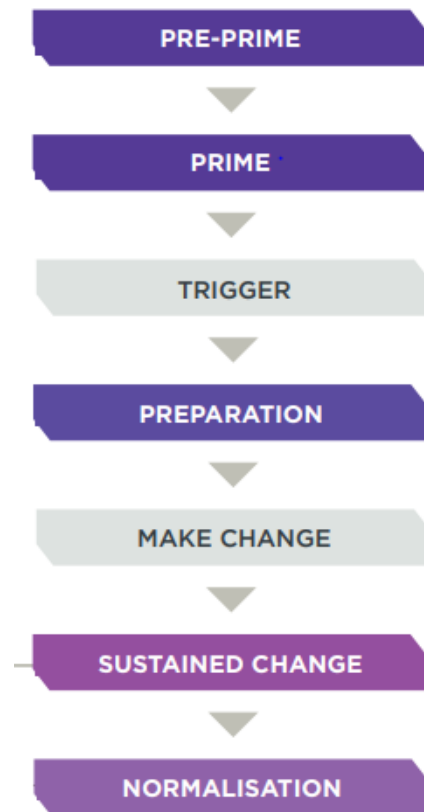 PRE-PRIME
PRIME
TRIGGER
PREPARATION
MAKE CHANGE
SUSTAINED CHANGE
NORMALISATION